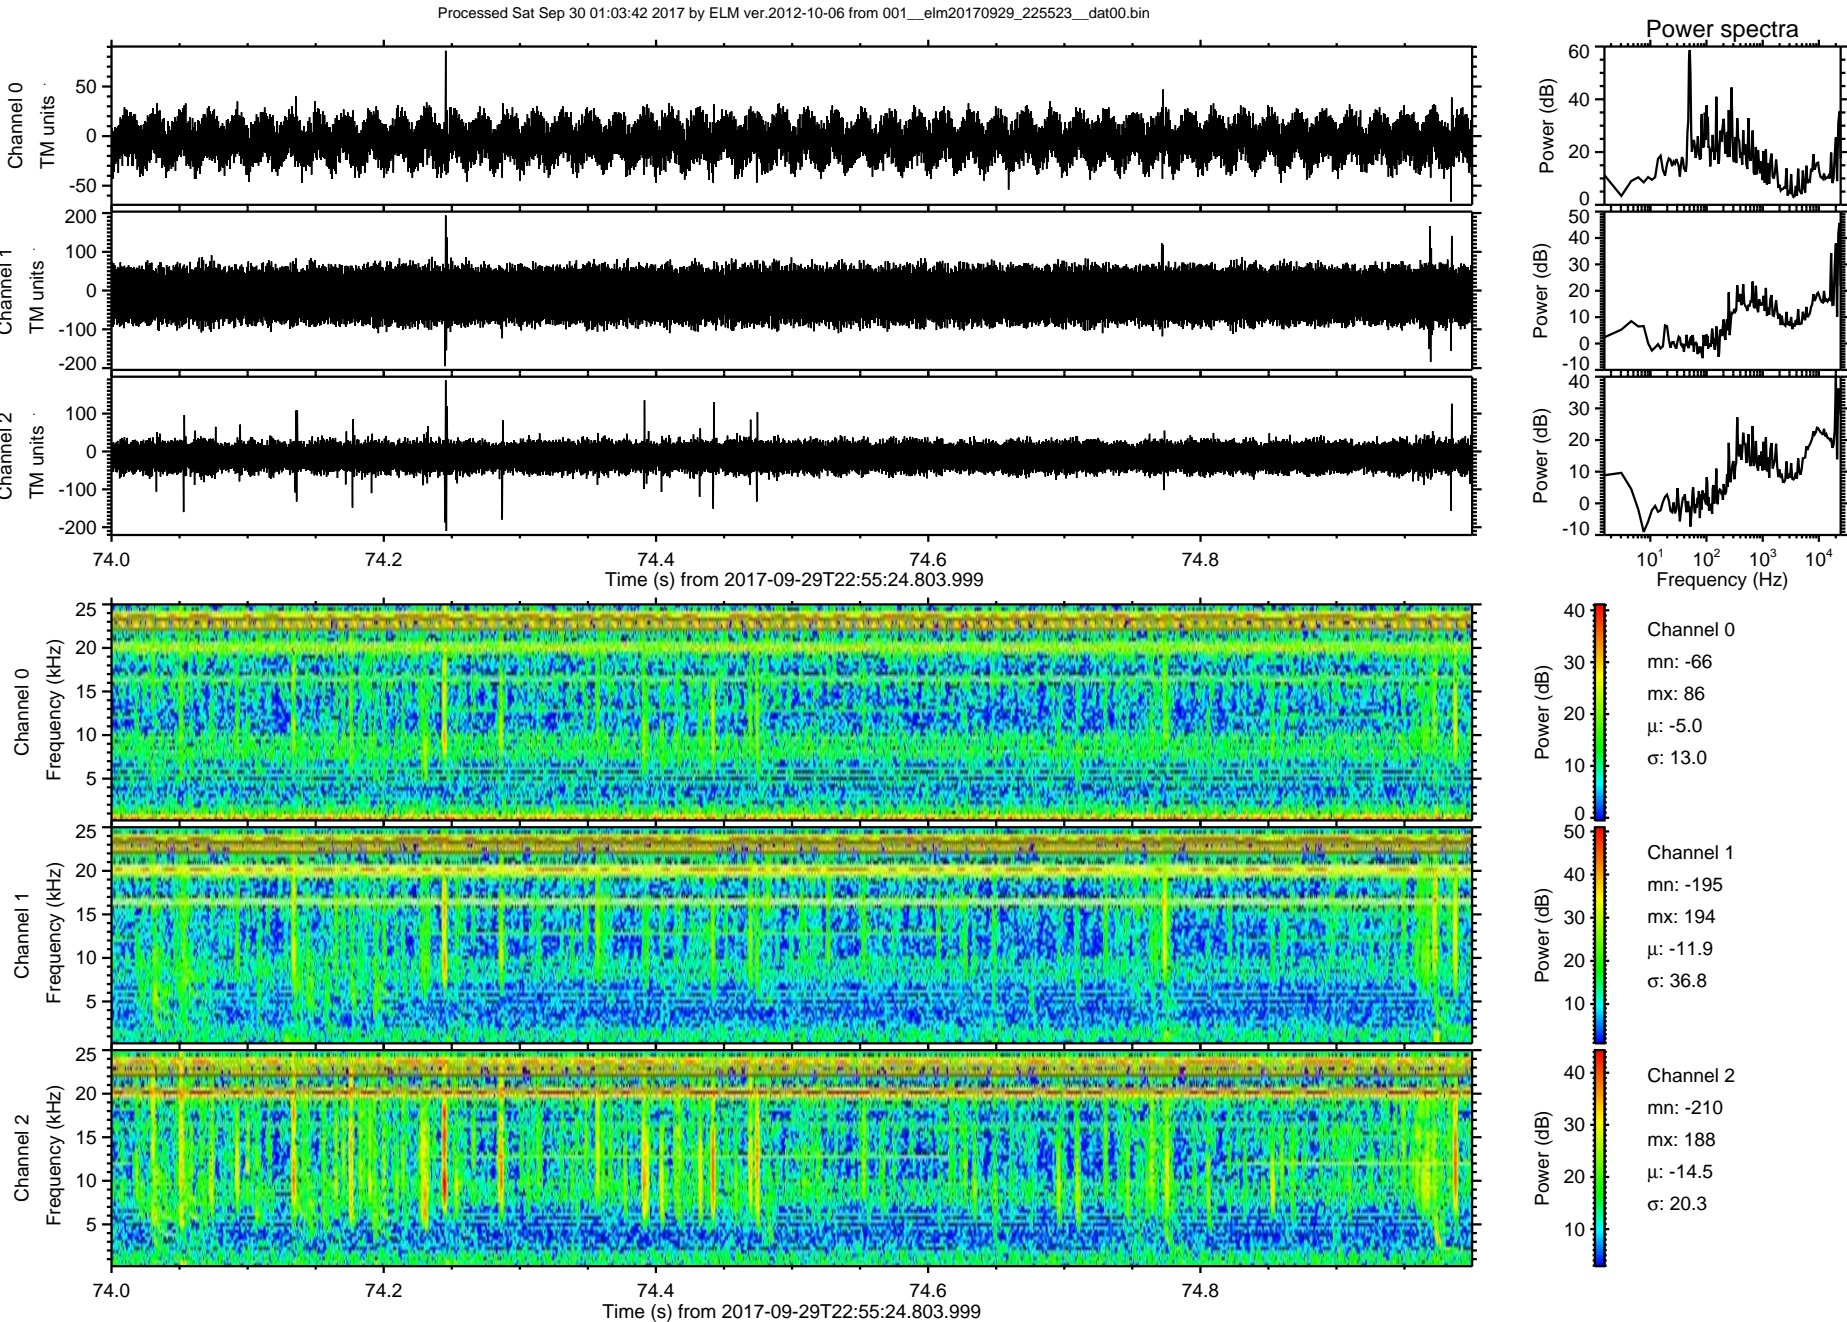 Processed Sat Sep 30 01:03:42 2017 by ELM ver.2012-10-06 from 001__elm20170929_225523__dat00.bin
Power spectra
Channel 0
TM units
50
0
-50
Power (dB)
60
40
20
0
Channel 1
TM units
200
100
0
-100
-200
Power (dB)
50
40
30
20
10
0
-10
Channel 2
TM units
100
0
-100
-200
Power (dB)
40
30
20
10
0
-10
74.0 74.2 74.4 74.6 74.8
Time (s) from 2017-09-29T22:55:24.803.999
10^1 10^2 10^3 10^4
Frequency (Hz)
Channel 0
Frequency (kHz)
25
20
15
10
5
Power (dB)
40
30
20
10
0
Channel 0
mn: -66
mx: 86
μ: -5.0
σ: 13.0
Channel 1
Frequency (kHz)
25
20
15
10
5
Power (dB)
50
40
30
20
10
Channel 1
mn: -195
mx: 194
μ: -11.9
σ: 36.8
Channel 2
Frequency (kHz)
25
20
15
10
5
Power (dB)
40
30
20
10
Channel 2
mn: -210
mx: 188
μ: -14.5
σ: 20.3
74.0 74.2 74.4 74.6 74.8
Time (s) from 2017-09-29T22:55:24.803.999